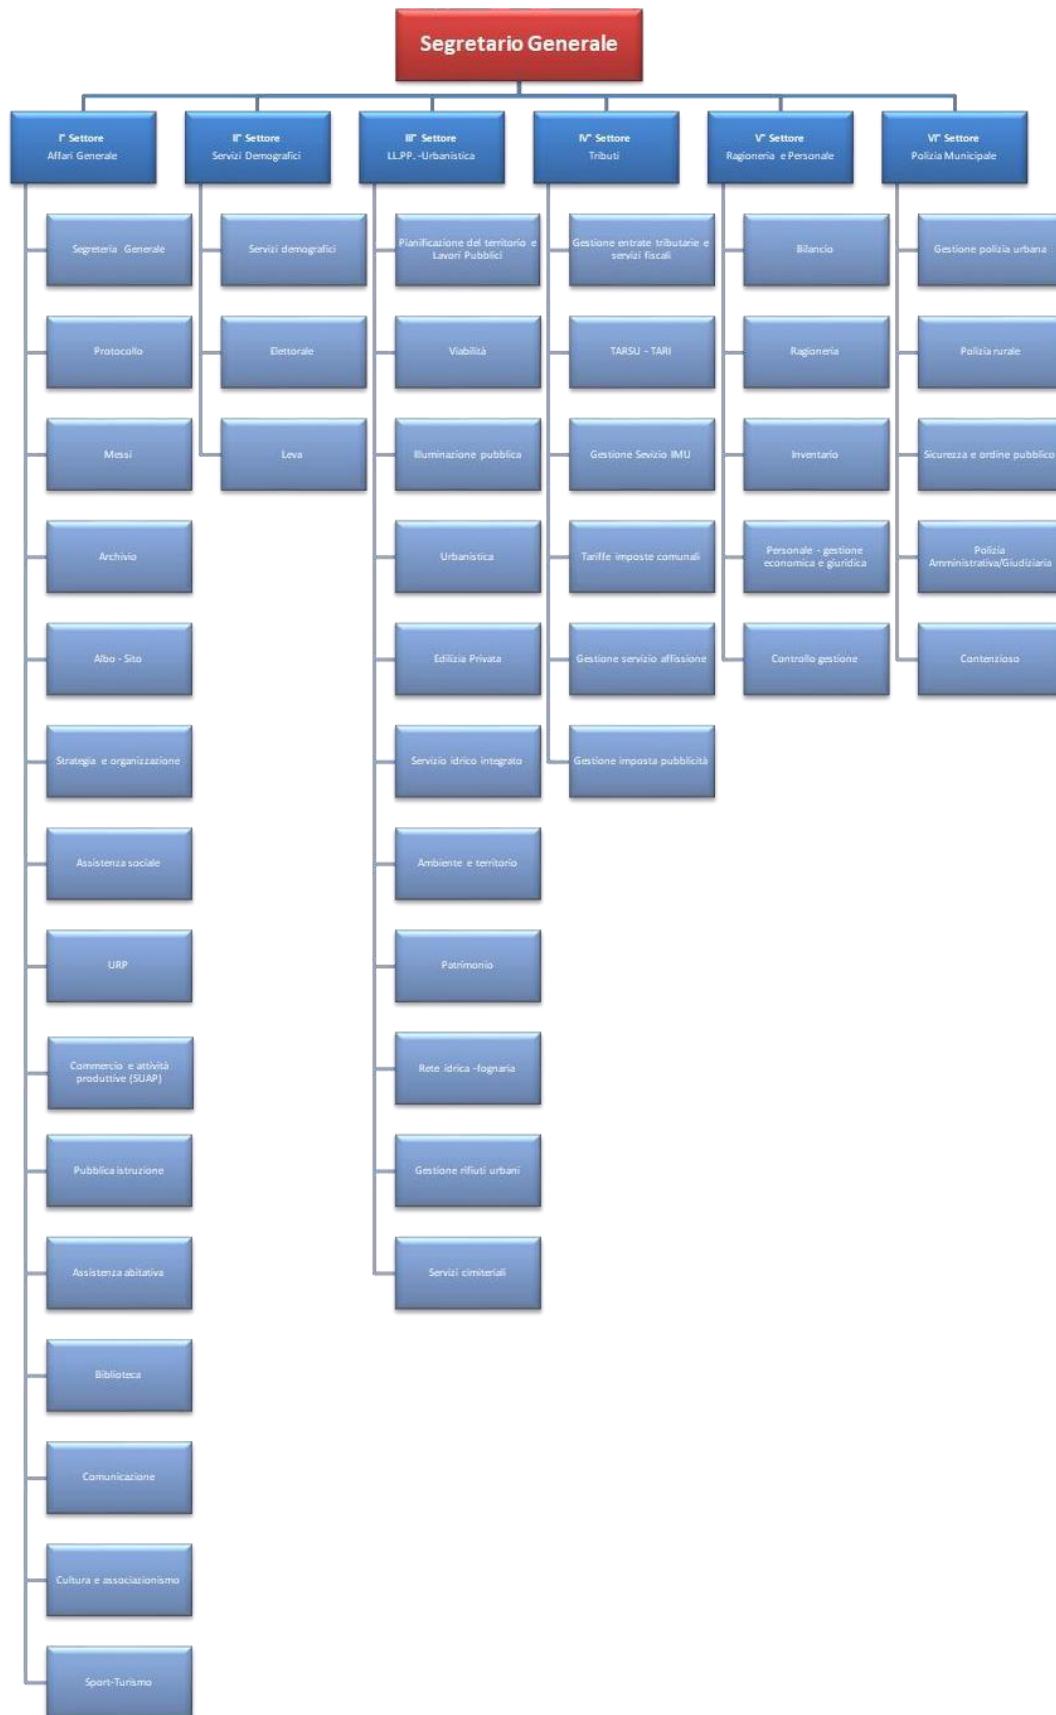 Segretario Generale
I° Settore
Affari Generale
II° Settore
Servizi Demografici
III° Settore
LL.PP. -Urbanistica
IV° Settore
Tributi
V° Settore
Ragioneria e Personale
VI° Settore
Polizia Municipale
Segreteria Generale
Protocollo
Messi
Archivio
Albo - Sito
Strategia e organizzazione
Assistenza sociale
URP
Commercio e attività
produttive (SUAP)
Pubblica istruzione
Assistenza abitativa
Biblioteca
Comunicazione
Cultura e associazionismo
Sport-Turismo
Servizi demografici
Elettorale
Leva
Pianificazione del territorio e
Lavori Pubblici
Viabilità
Illuminazione pubblica
Urbanistica
Edilizia Privata
Servizio idrico integrato
Ambiente e territorio
Patrimonio
Rete idrica -fognaria
Gestione rifiuti urbani
Servizi cimiteriali
Gestione entrate tributarie e
servizi fiscali
TARSU - TARI
Gestione Sevizio IMU
Tariffe imposte comunali
Gestione servizio affissione
Gestione imposta pubblicità
Bilancio
Ragioneria
Inventario
Personale - gestione
economica e giuridica
Controllo gestione
Gestione polizia urbana
Polizia rurale
Sicurezza e ordine pubblico
Polizia
Amministrativa/Giudiziaria
Contenzioso